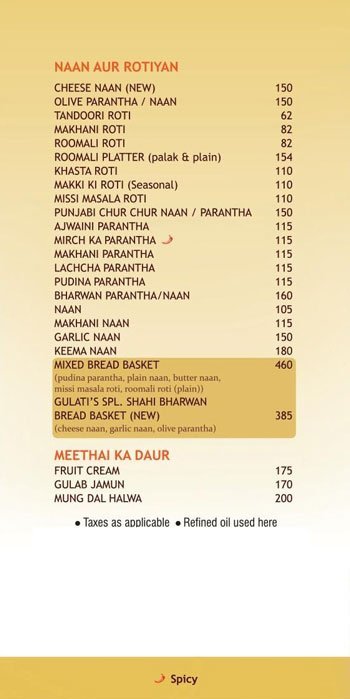 NAAN AUR ROTIYAN
CHEESE NAAN (NEW) 150
OLIVE PARANTHA / NAAN 150
TANDOORI ROTI 62
MAKHANI ROTI 82
ROOMALI ROTI 82
ROOMALI PLATTER (palak & plain) 154
KHASTA ROTI 110
MAKKI KI ROTI (Seasonal) 110
MISSI MASALA ROTI 110
PUNJABI CHUR CHUR NAAN / PARANTHA 150
AJWAINI PARANTHA 115
MIRCH KA PARANTHA 115
MAKHANI PARANTHA 115
LACHCHA PARANTHA 115
PUDINA PARANTHA 115
BHARWAN PARANTHA/NAAN 160
NAAN 105
MAKHANI NAAN 115
GARLIC NAAN 150
KEEMA NAAN 180
MIXED BREAD BASKET 460
(pudina parantha, plain naan, butter naan,
missi masala roti, roomali roti (plain))
GULATI'S SPL. SHAHI BHARWAN
BREAD BASKET (NEW) 385
(cheese naan, garlic naan, olive parantha)
MEETHAI KA DAUR
FRUIT CREAM 175
GULAB JAMUN 170
MUNG DAL HALWA 200
● Taxes as applicable ● Refined oil used here
Spicy